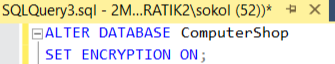 SQLQuery3.sql - 2M...RATIK2\sokol (52))*
ALTER DATABASE ComputerShop
SET ENCRYPTION ON;